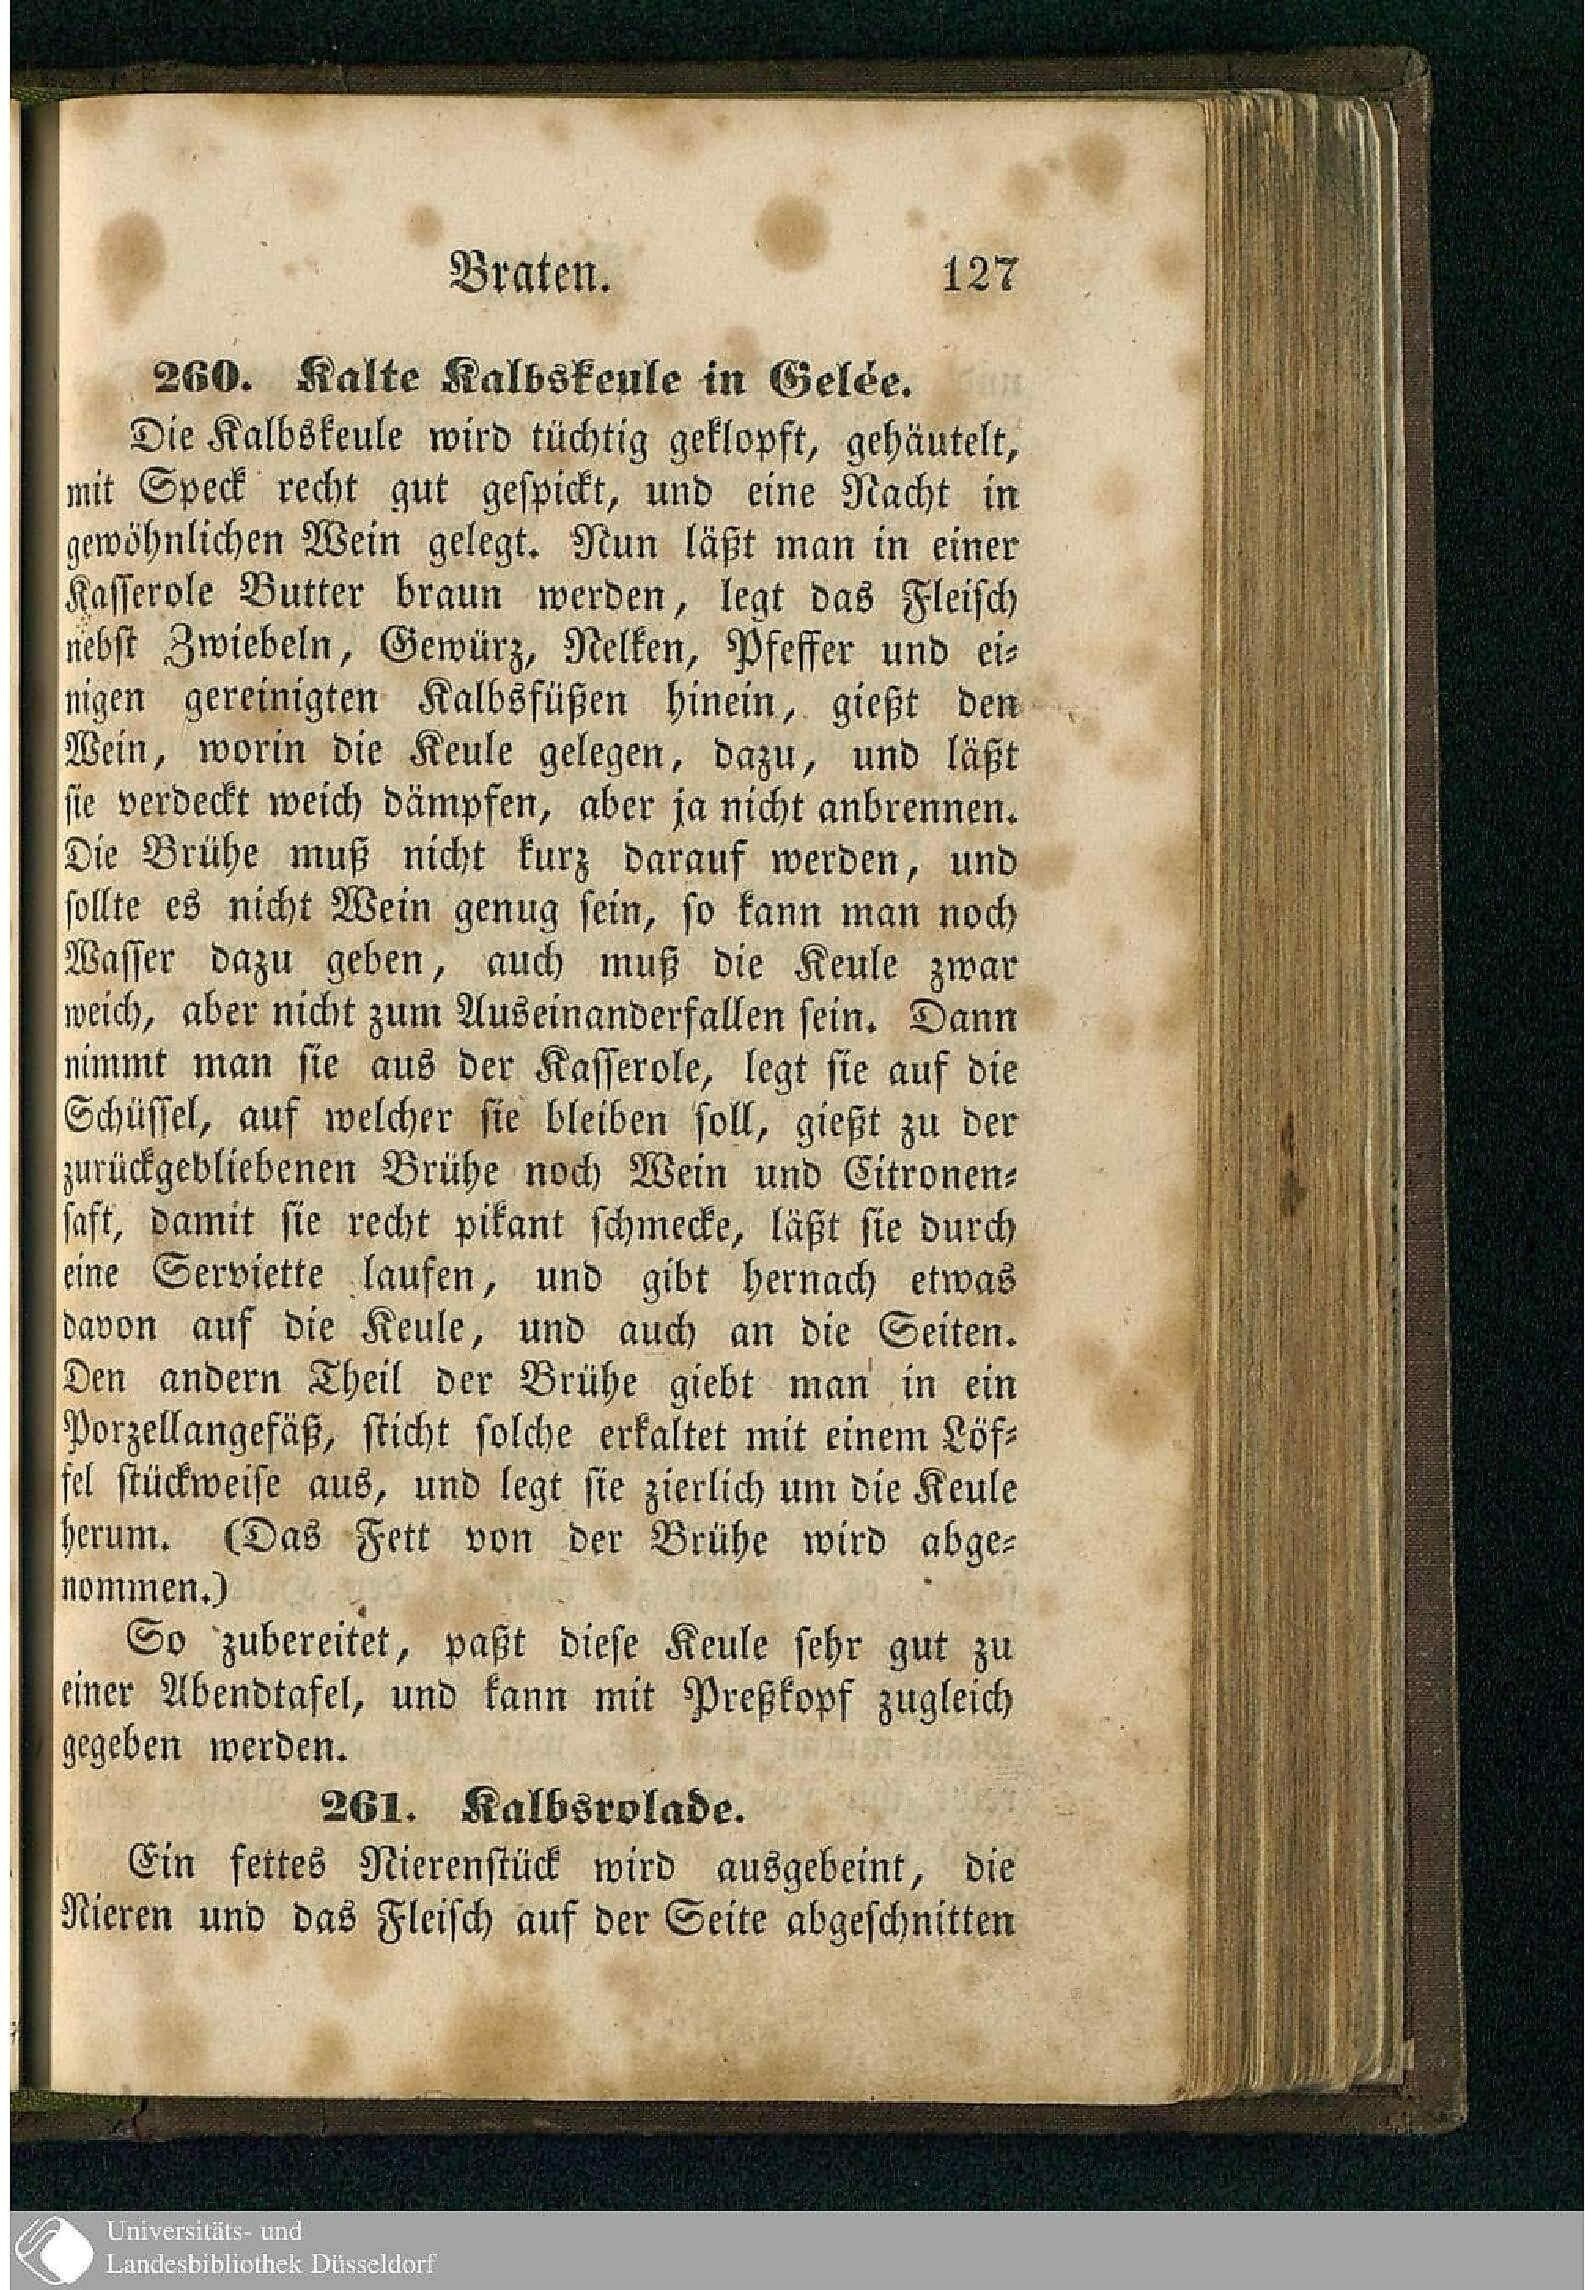 Braten. 127
260. Kalte Kalbskeule in Gelée.
Die Kalbskeule wird tüchtig geklopft, gehäutelt,
mit Speck recht gut gespickt, und eine Nacht in
gewöhnlichen Wein gelegt. Nun läßt man in einer
Kasserole Butter braun werden, legt das Fleisch
nebst Zwiebeln, Gewürz, Nelken, Pfeffer und ei-
nigen gereinigten Kalbsfüßen hinein, gießt den
Wein, worin die Keule gelegen, dazu, und läßt
sie verdeckt weich dämpfen, aber ja nicht anbrennen.
Die Brühe muß nicht kurz darauf werden, und
sollte es nicht Wein genug sein, so kann man noch
Wasser dazu geben, auch muß die Keule zwar
weich, aber nicht zum Auseinanderfallen sein. Dann
nimmt man sie aus der Kasserole, legt sie auf die
Schüssel, auf welcher sie bleiben soll, gießt zu der
zurückgebliebenen Brühe noch Wein und Citronen-
saft, damit sie recht pikant schmecke, läßt sie durch
eine Serviette laufen, und gibt hernach etwas
davon auf die Keule, und auch an die Seiten.
Den andern Theil der Brühe giebt man in ein
Porzellangefäß, sticht solche erkaltet mit einem Löf-
fel stückweise aus, und legt sie zierlich um die Keule
herum. (Das Fett von der Brühe wird abge-
nommen.)
So zubereitet, paßt diese Keule sehr gut zu
einer Abendtafel, und kann mit Preßkopf zugleich
gegeben werden.
261. Kalbsrolade.
Ein fettes Nierenstück wird ausgebeint, die
Nieren und das Fleisch auf der Seite abgeschnitten
Universitäts- und
Landesbibliothek Düsseldorf